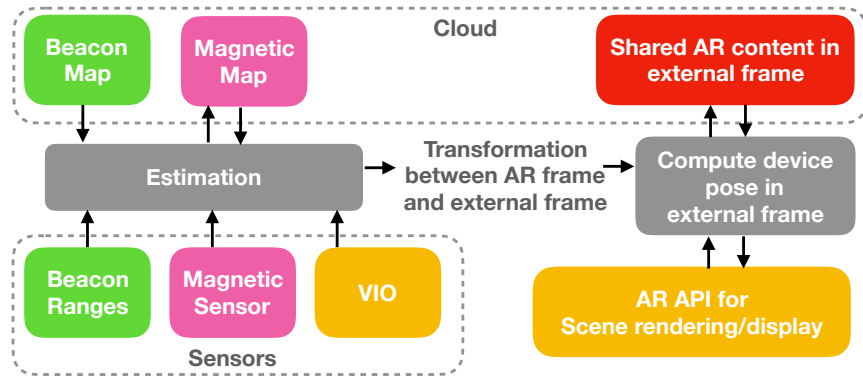 Cloud
Beacon
Map
Magnetic
Map
Shared AR content in
external frame
Estimation
Transformation
between AR frame
and external frame
Compute device
pose in
external frame
Beacon
Ranges
Magnetic
Sensor
VIO
AR API for
Scene rendering/display
Sensors